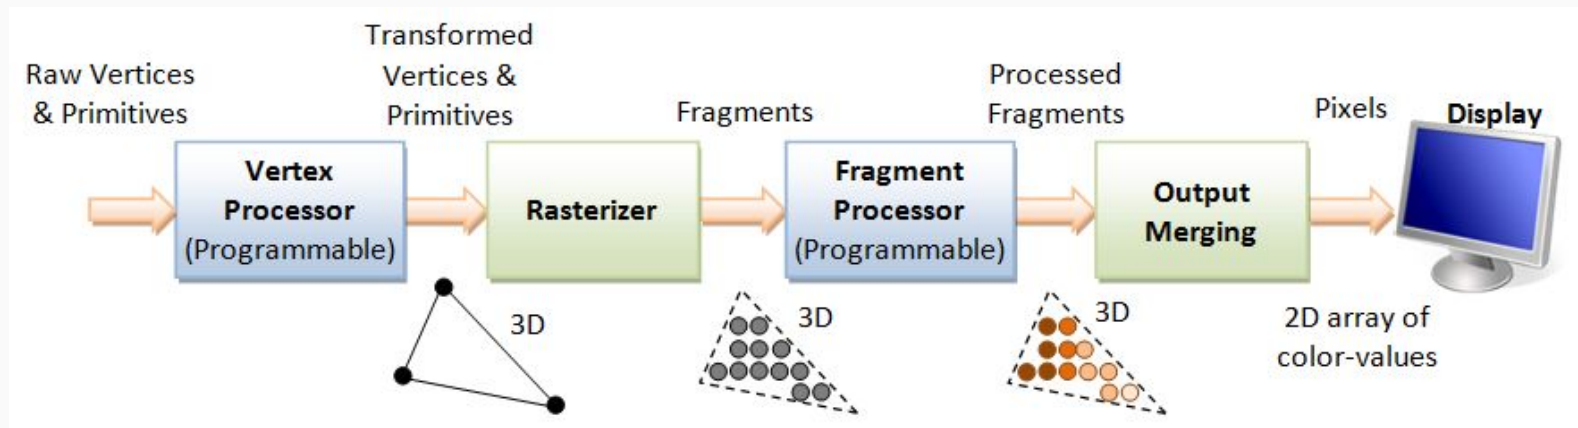 Raw Vertices
& Primitives
Transformed
Vertices &
Primitives
Fragments
Processed
Fragments
Pixels
Display
Vertex
Processor
(Programmable)
Rasterizer
Fragment
Processor
(Programmable)
Output
Merging
3D
3D
3D
2D array of
color-values